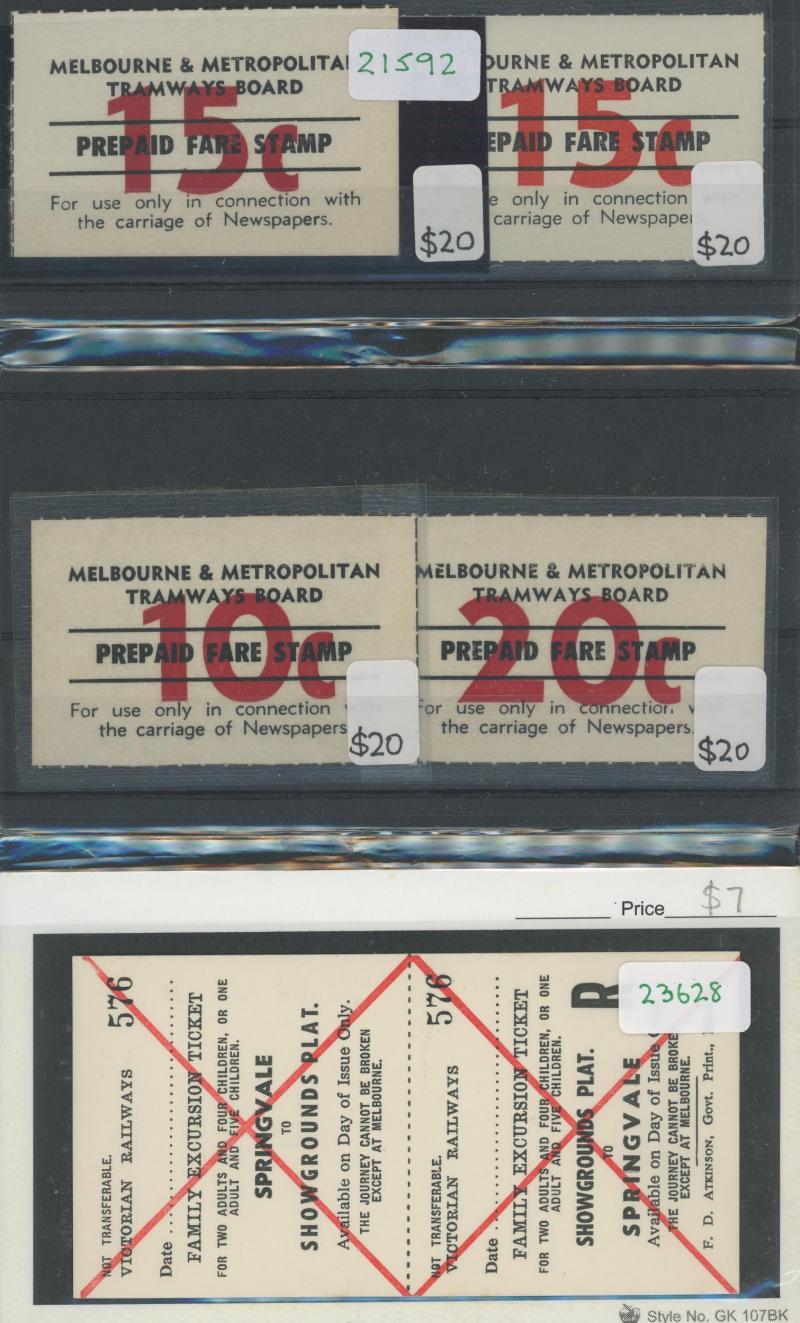 MELBOURNE & METROPOLITAN
TRAMWAYS BOARD
15c
PREPAID FARE STAMP
For use only in connection with
the carriage of Newspapers.
21592
$20
METROPOLITAN
TRAMWAYS BOARD
15c
PREPAID FARE STAMP
only in connection
carriage of
$20
MELBOURNE & METROPOLITAN
TRAMWAYS BOARD
10c
PREPAID FARE STAMP
For use only in connection
the carriage of Newspapers
$20
MELBOURNE & METROPOLITAN
TRAMWAYS BOARD
20c
PREPAID FARE STAMP
For use only in connection
the carriage of Newspapers.
$20
Price $7
NOT TRANSFERABLE. 576
VICTORIAN RAILWAYS
Date
FAMILY EXCURSION TICKET
FOR TWO ADULTS AND FOUR CHILDREN, OR ONE
ADULT AND FIVE CHILDREN.
SPRINGVALE
TO
SHOWGROUNDS PLAT.
Available on Day of Issue Only.
THE JOURNEY CANNOT BE BROKEN
EXCEPT AT MELBOURNE.
NOT TRANSFERABLE. 576
VICTORIAN RAILWAYS
Date
FAMILY EXCURSION TICKET
FOR TWO ADULTS AND FOUR CHILDREN, OR ONE
ADULT AND FIVE CHILDREN.
SHOWGROUNDS PLAT. R
TO
SPRINGVALE
Available on Day of Issue
THE JOURNEY CANNOT BE
EXCEPT AT MELBOURNE.
F. D. ATKINSON, Govt. Print.,
23628
Style No. GK 107BK